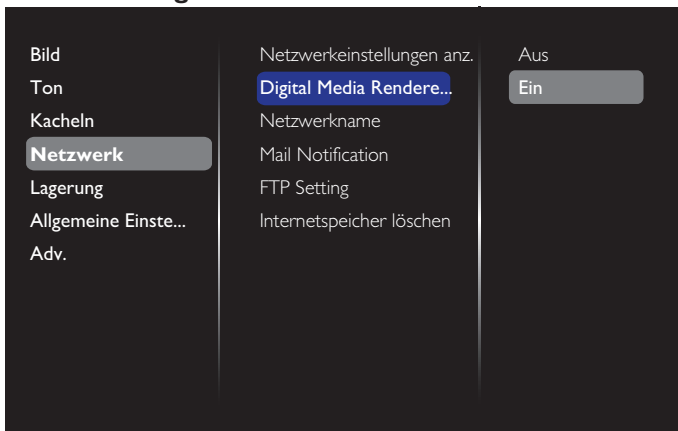 Bild
Ton
Kacheln
Netzwerk
Lagerung
Allgemeine Einste...
Adv.
Netzwerkeinstellungen anz.
Digital Media Rendere...
Netzwerkname
Mail Notification
FTP Setting
Internetspeicher löschen
Aus
Ein